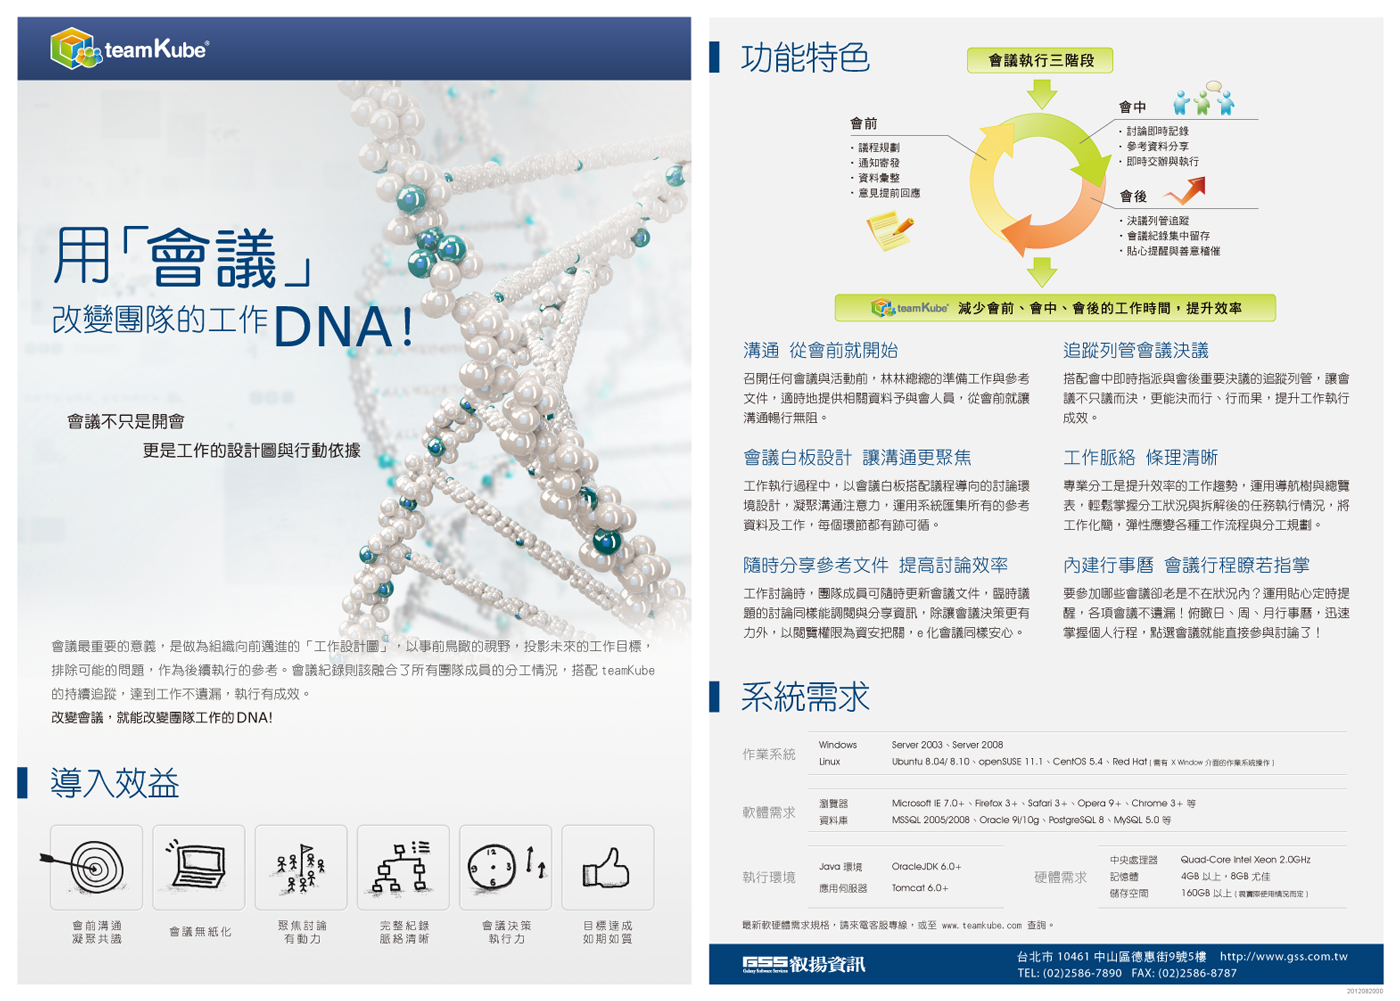 teamKube®
用「會議」
改變團隊的工作DNA!
會議不只是開會
更是工作的設計圖與行動依據
會議最重要的意義，是做為組織向前邁進的「工作設計圖」，以事前鳥瞰的視野，投影未來的工作目標，
排除可能的問題，作為後續執行的參考。會議紀錄則該融合了所有團隊成員的分工情況，搭配 teamKube
的持續追蹤，達到工作不遺漏，執行有成效。
改變會議，就能改變團隊工作的DNA!
導入效益
會前溝通
凝聚共識
會議無紙化
聚焦討論
有動力
完整紀錄
脈絡清晰
12
3
6
會議決策
執行力
目標達成
如期如質
功能特色
會議執行三階段
會前
・議程規劃
・通知寄發
・資料彙整
・意見提前回應
會中
・討論即時記錄
・參考資料分享
・即時交辦與執行
會後
・決議列管追蹤
・會議紀錄集中留存
・貼心提醒與善意稽催
teamKube® 減少會前、會中、會後的工作時間，提升效率
溝通 從會前就開始
召開任何會議與活動前，林林總總的準備工作與參考
文件，適時地提供相關資料予與會人員，從會前就讓
溝通暢行無阻。
會議白板設計 讓溝通更聚焦
工作執行過程中，以會議白板搭配議程導向的討論環
境設計，凝聚溝通注意力，運用系統匯集所有的參考
資料及工作，每個環節都有跡可循。
隨時分享參考文件 提高討論效率
工作討論時，團隊成員可隨時更新會議文件，臨時議
題的討論同樣能調閱與分享資訊，除讓會議決策更有
力外，以閱覽權限為資安把關，e 化會議同樣安心。
追蹤列管會議決議
搭配會中即時指派與會後重要決議的追蹤列管，讓會
議不只議而決，更能決而行、行而果，提升工作執行
成效。
工作脈絡 條理清晰
專業分工是提升效率的工作趨勢，運用導航樹與總覽
表，輕鬆掌握分工狀況與拆解後的任務執行情況，將
工作化簡，彈性應變各種工作流程與分工規劃。
內建行事曆 會議行程瞭若指掌
要參加哪些會議卻老是不在狀況內？運用貼心定時提
醒，各項會議不遺漏！俯瞰日、周、月行事曆，迅速
掌握個人行程，點選會議就能直接參與討論了！
系統需求
作業系統
Windows Server 2003、Server 2008
Linux Ubuntu 8.04/ 8.10、openSUSE 11.1、CentOS 5.4、Red Hat ( 需有 X Window 介面的作業系統操作 )
軟體需求
瀏覽器 Microsoft IE 7.0+、Firefox 3+、Safari 3+、Opera 9+、Chrome 3+ 等
資料庫 MSSQL 2005/2008、Oracle 9i/10g、PostgreSQL 8、MySQL 5.0 等
執行環境
Java 環境 OracleJDK 6.0+
應用伺服器 Tomcat 6.0+
硬體需求
中央處理器 Quad-Core Intel Xeon 2.0GHz
記憶體 4GB 以上，8GB 尤佳
儲存空間 160GB 以上 ( 視實際使用情況而定 )
最新軟硬體需求規格，請來電客服專線，或至 www.teamkube.com 查詢。
GSS 叡揚資訊
Galaxy Software Services
台北市 10461 中山區德惠街9號5樓 http://www.gss.com.tw
TEL: (02)2586-7890 FAX: (02)2586-8787
2012082000